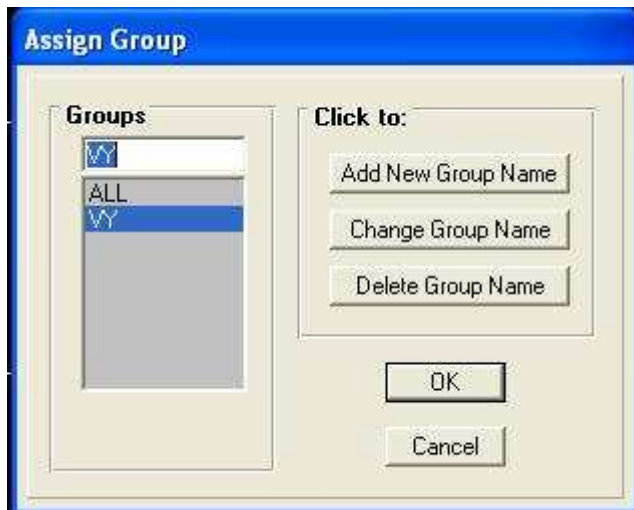 Assign Group
Groups
VY
ALL
VY
Click to:
Add New Group Name
Change Group Name
Delete Group Name
OK
Cancel